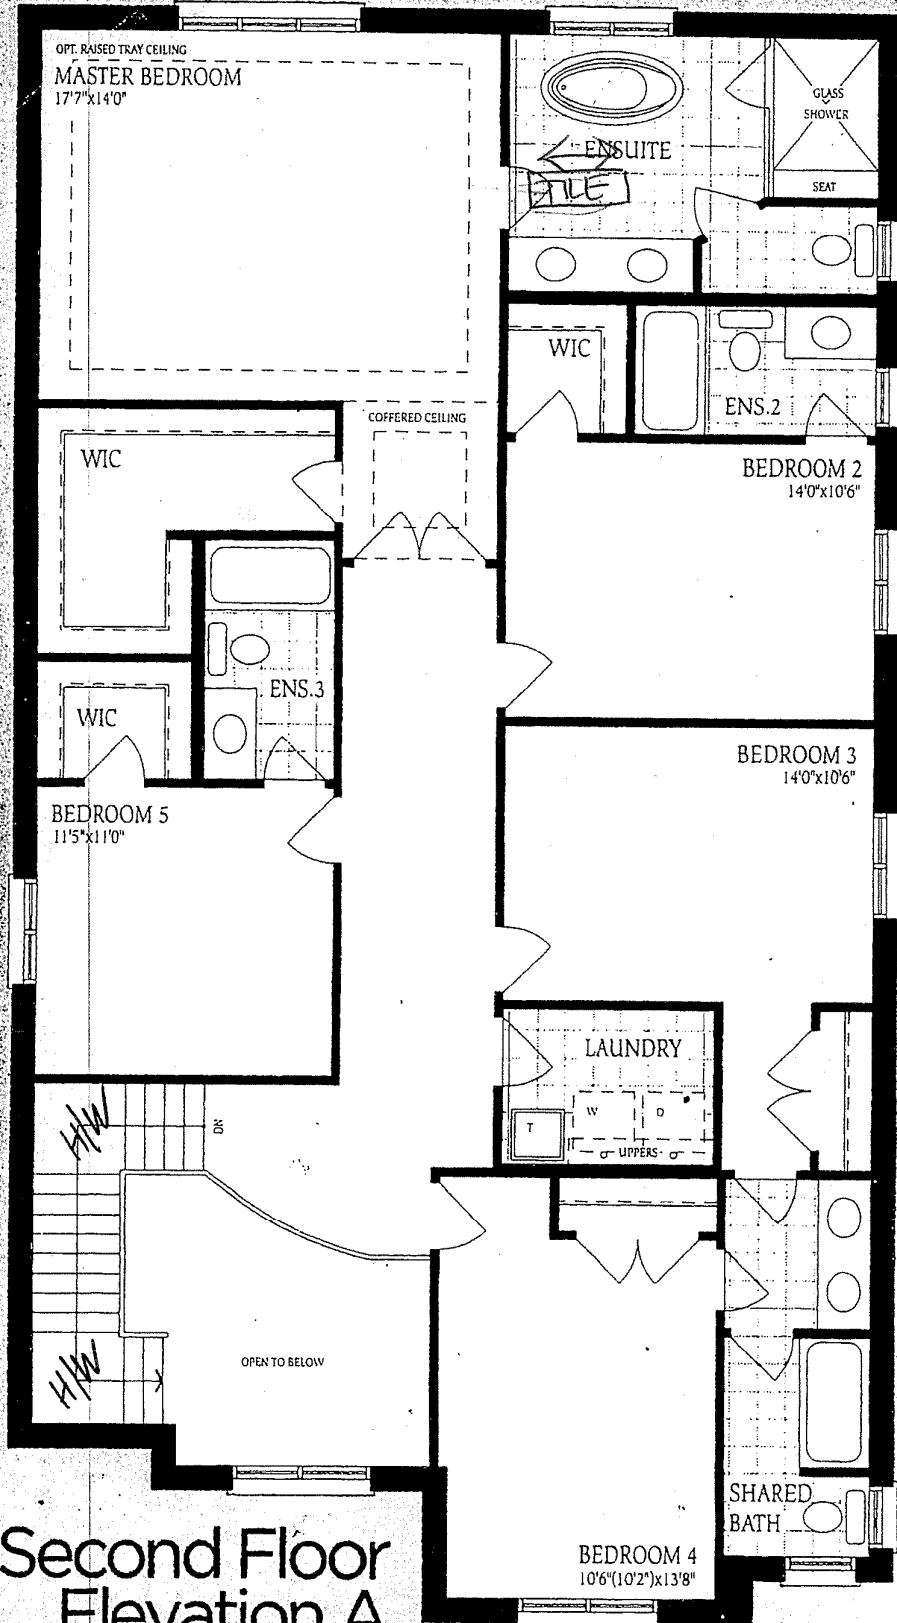 OPT. RAISED TRAY CEILING
MASTER BEDROOM
17'7"x14'0"
GLASS
SHOWER
SEAT
ENSUITE
TILE
WIC
ENS.2
COFFERED CEILING
WIC
BEDROOM 2
14'0"x10'6"
ENS.3
WIC
BEDROOM 3
14'0"x10'6"
BEDROOM 5
11'5"x11'0"
LAUNDRY
W
D
T
UPPERS
H/W
DN
H/W
OPEN TO BELOW
SHARED
BATH
BEDROOM 4
10'6"(10'2")x13'8"
Second Floor
Elevation A